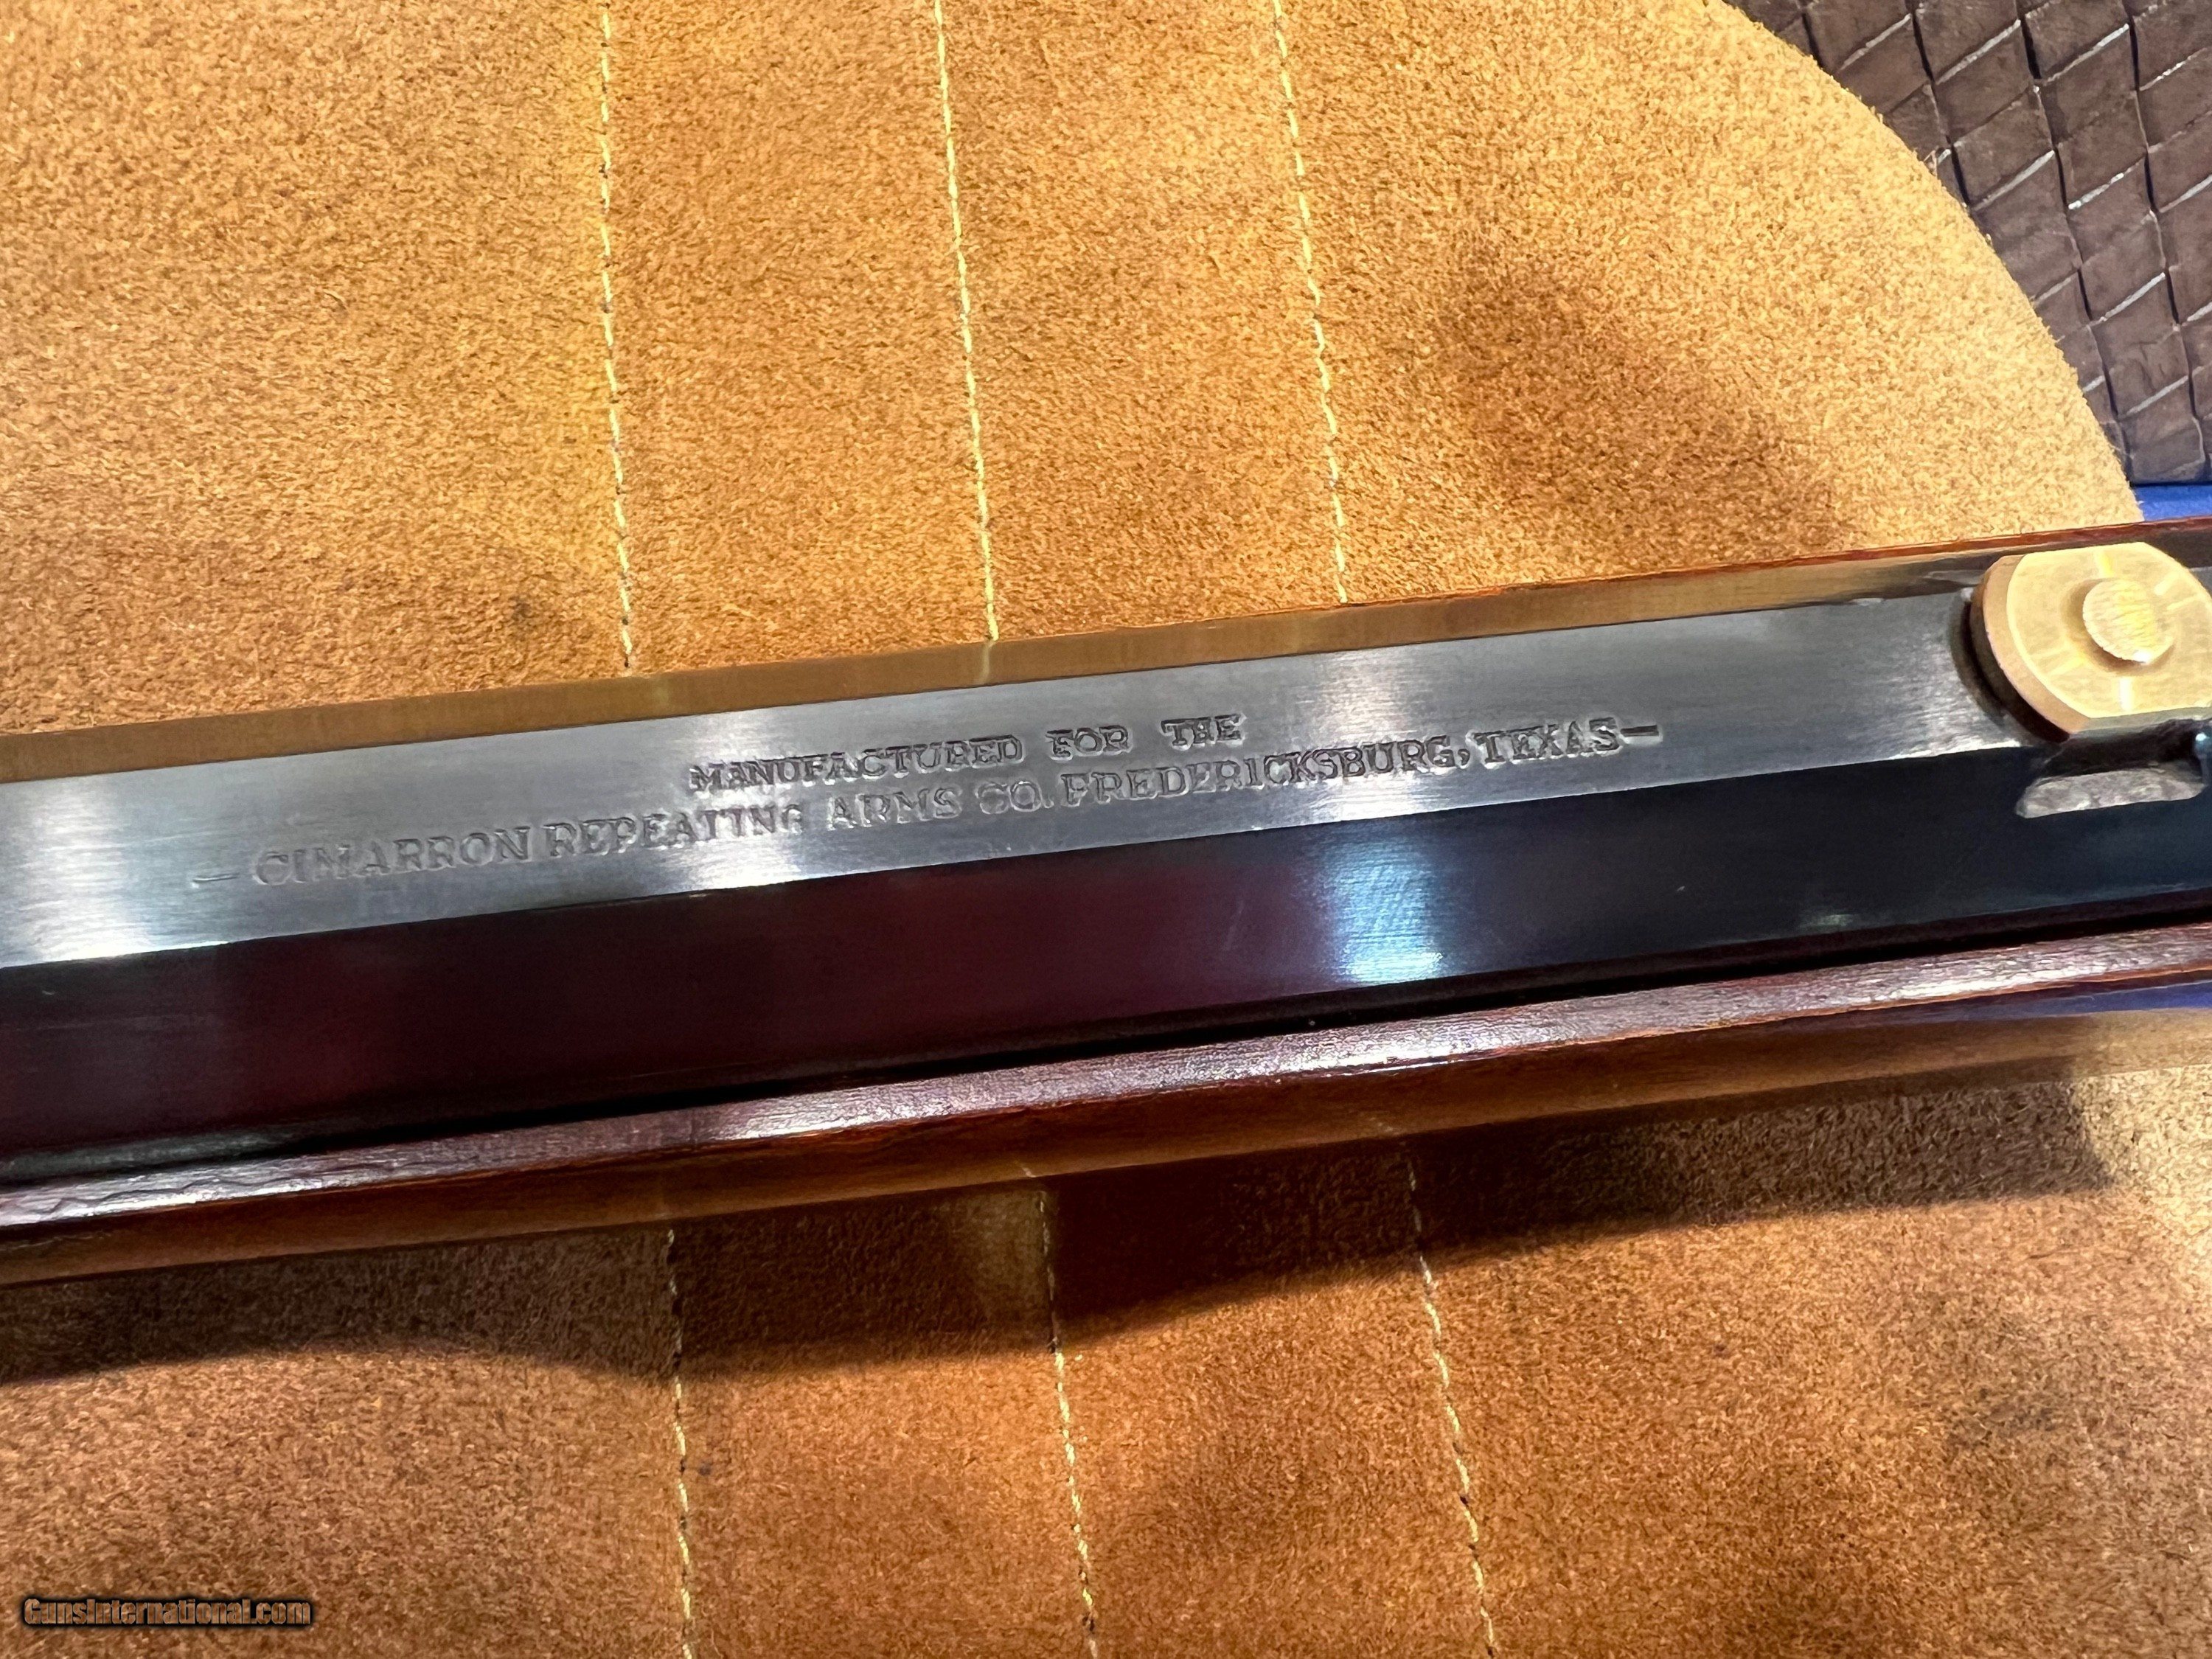 MANUFACTURED FOR THE
— CIMARRON REPEATING ARMS CO. FREDERICKSBURG, TEXAS —
GunsInternational.com